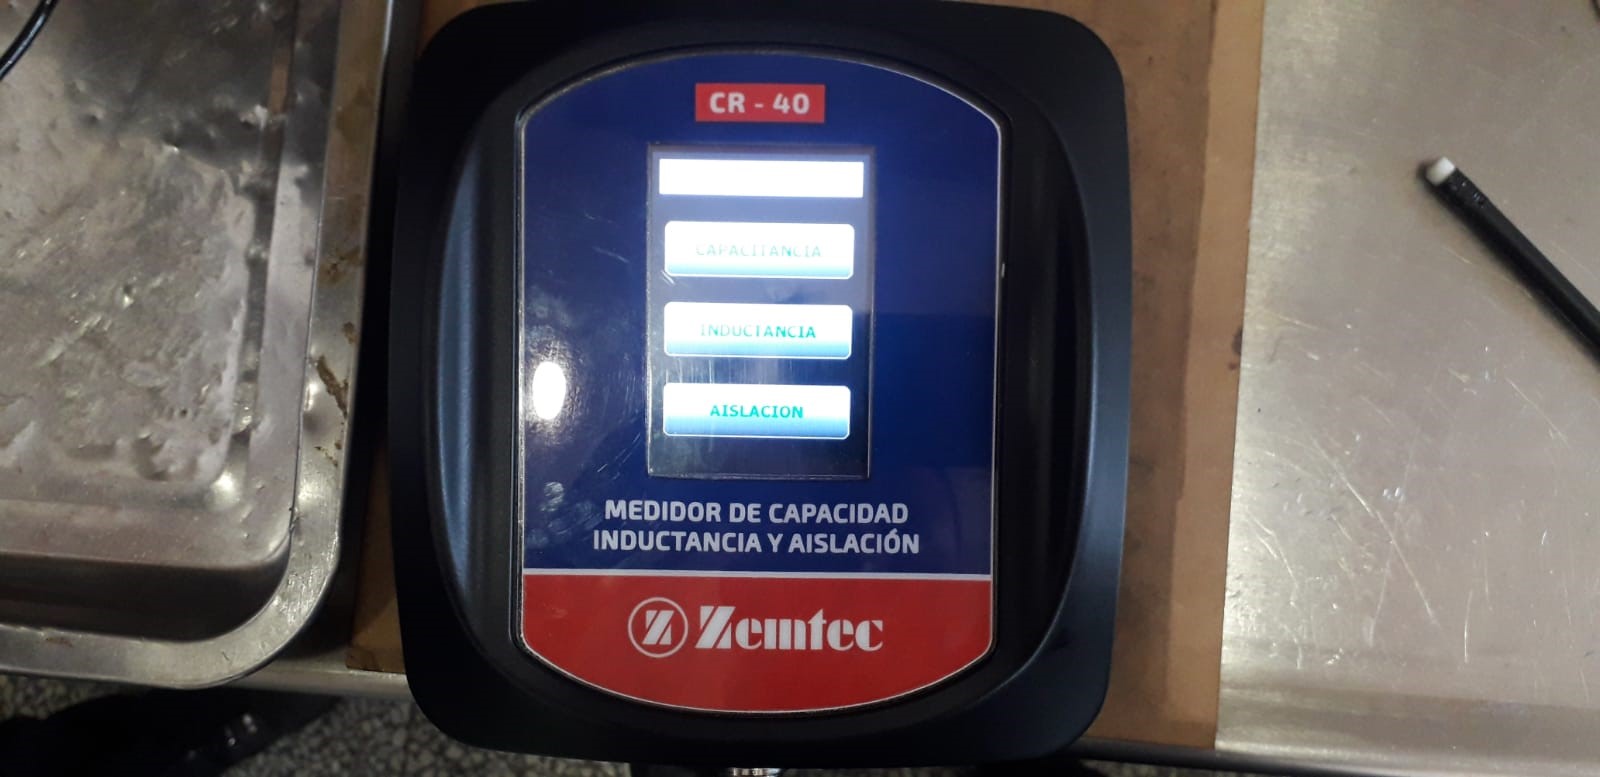 CR - 40
CAPACITANCIA
INDUCTANCIA
AISLACION
MEDIDOR DE CAPACIDAD
INDUCTANCIA Y AISLACIÓN
Z Zemtec